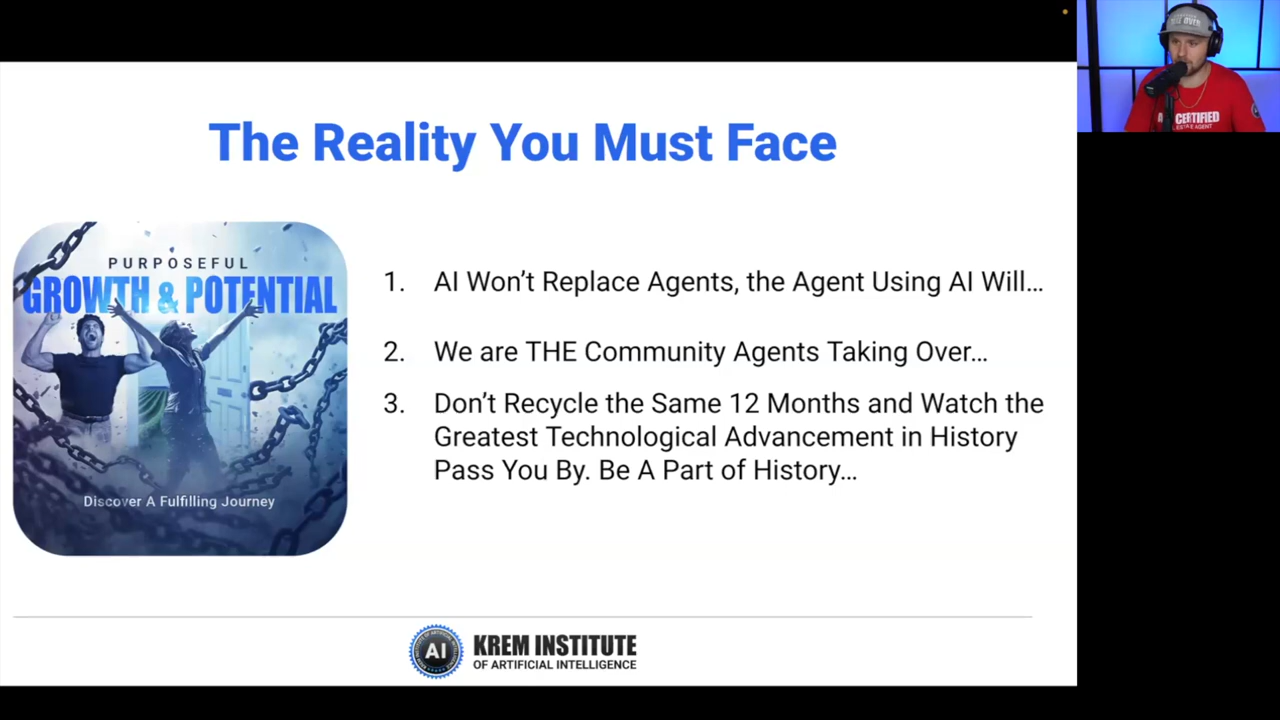 The Reality You Must Face
PURPOSEFUL
GROWTH & POTENTIAL
Discover A Fulfilling Journey
1. AI Won’t Replace Agents, the Agent Using AI Will…
2. We are THE Community Agents Taking Over…
3. Don’t Recycle the Same 12 Months and Watch the
Greatest Technological Advancement in History
Pass You By. Be A Part of History…
AI
KREM INSTITUTE
OF ARTIFICIAL INTELLIGENCE
OVER
CERTIFIED
AGENT